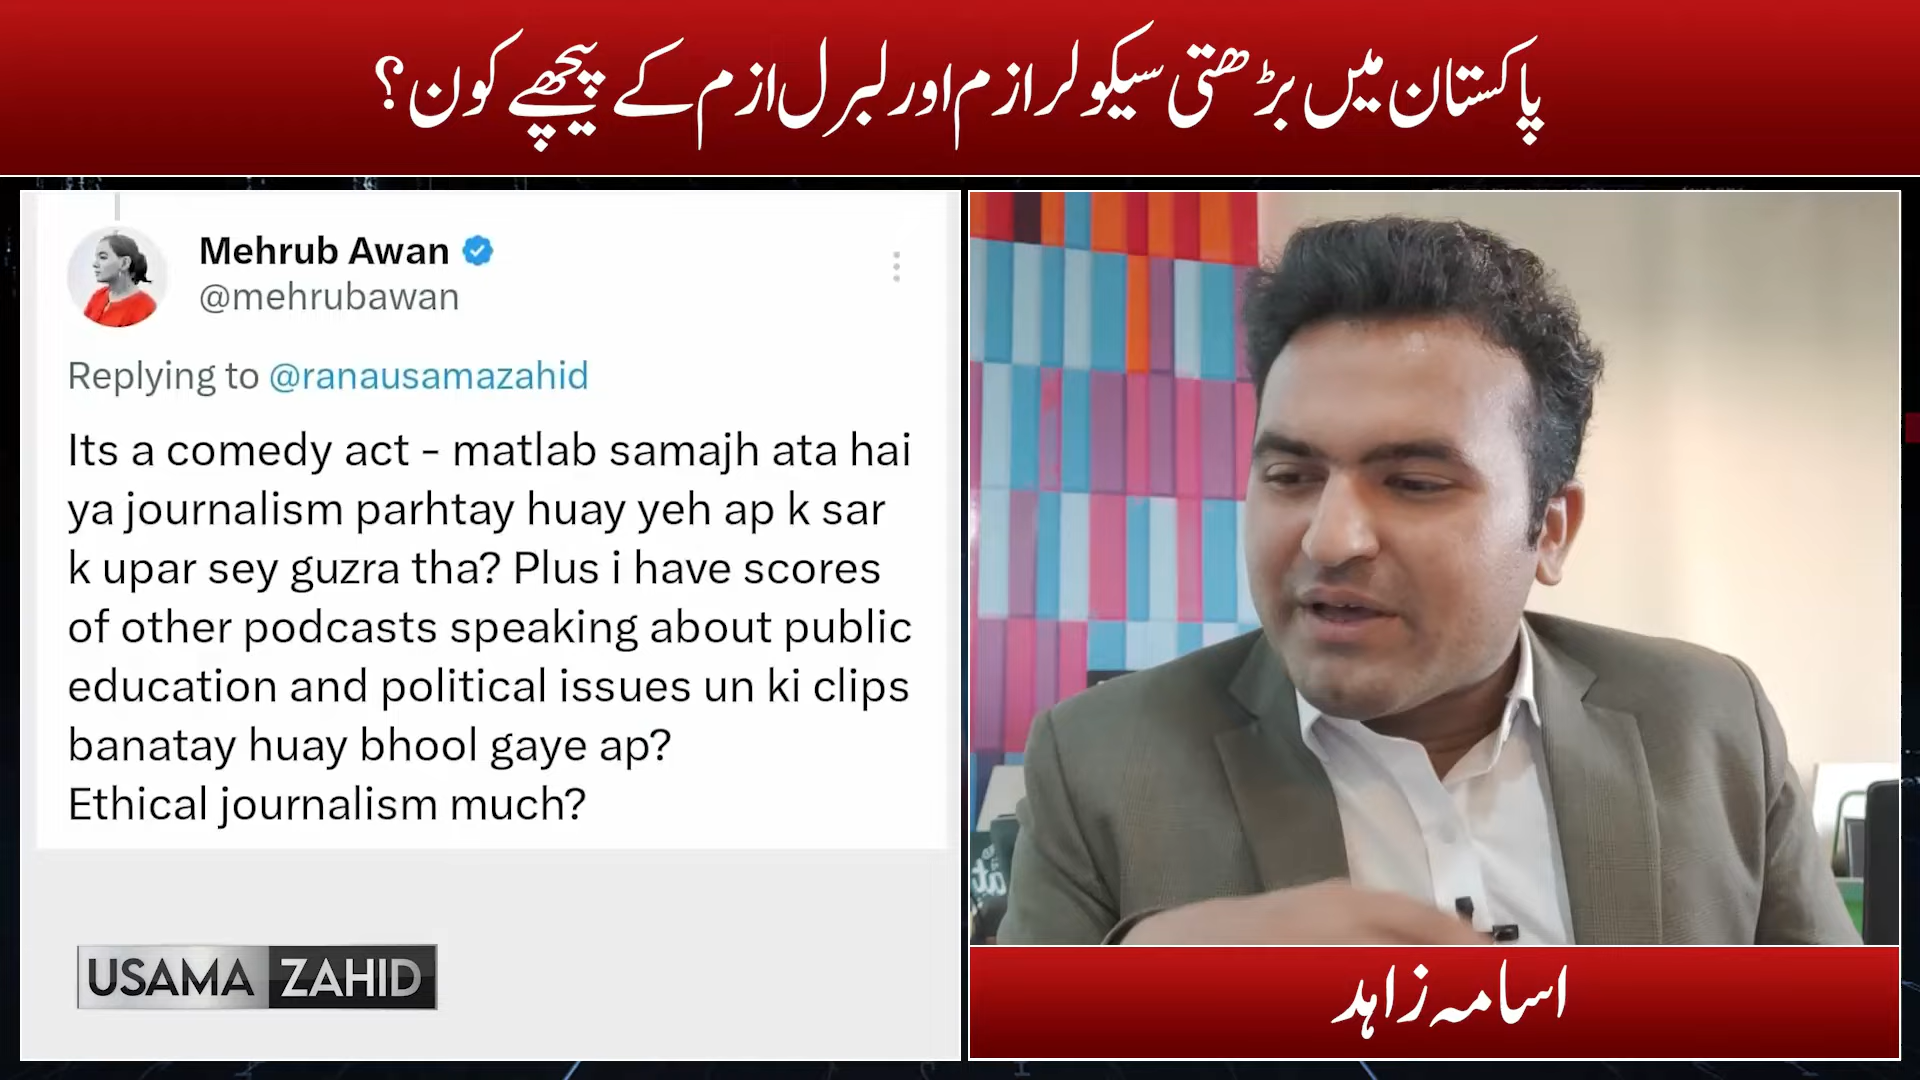 پاکستان میں بڑھتی سیکولرازم اور لبرل ازم کے پیچھے کون؟
Mehrub Awan
@mehrubawan
Replying to @ranausamazahid
Its a comedy act - matlab samajh ata hai
ya journalism parhtay huay yeh ap k sar
k upar sey guzra tha? Plus i have scores
of other podcasts speaking about public
education and political issues un ki clips
banatay huay bhool gaye ap?
Ethical journalism much?
USAMA ZAHID
اسامہ زاہد